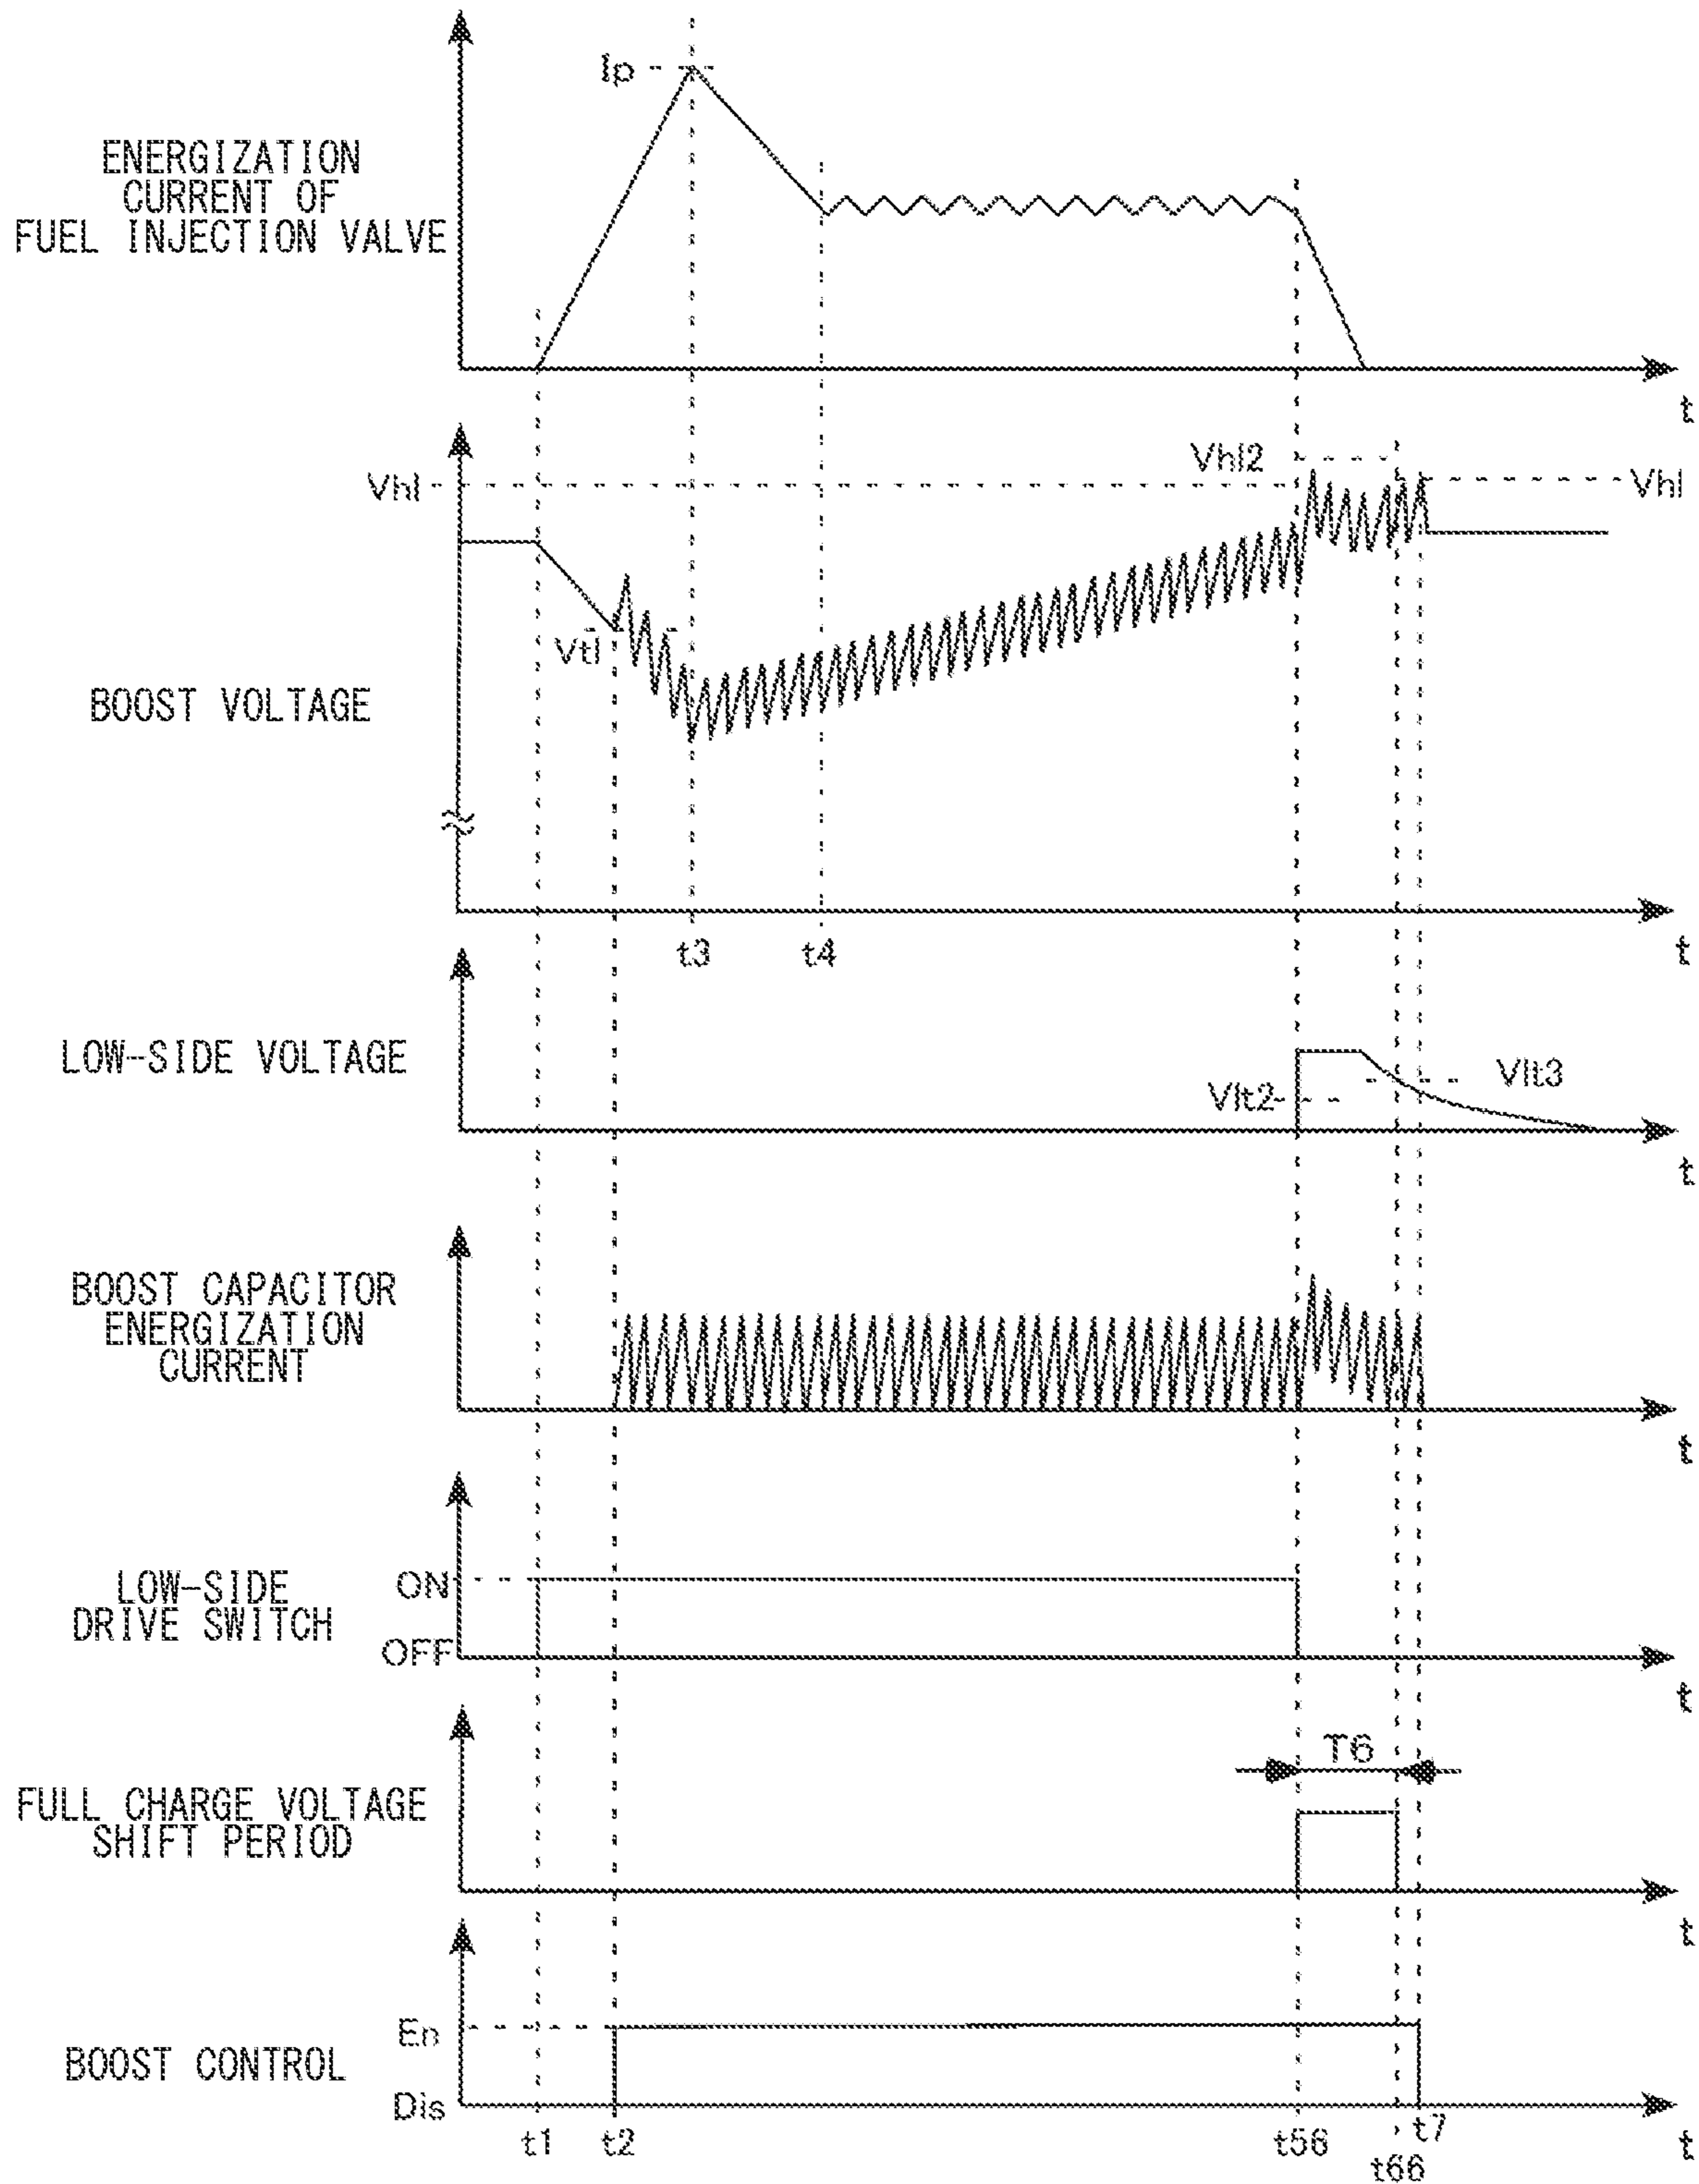 Ip
ENERGIZATION
CURRENT OF
FUEL INJECTION VALVE
t
Vhl2
Vhl
Vhl
Vtl
BOOST VOLTAGE
t3
t4
t
LOW-SIDE VOLTAGE
Vlt3
Vlt2
t
BOOST CAPACITOR
ENERGIZATION
CURRENT
t
ON
LOW-SIDE
DRIVE SWITCH
OFF
t
T6
FULL CHARGE VOLTAGE
SHIFT PERIOD
t
En
BOOST CONTROL
Dis
t1
t2
t56
t7
t
t66